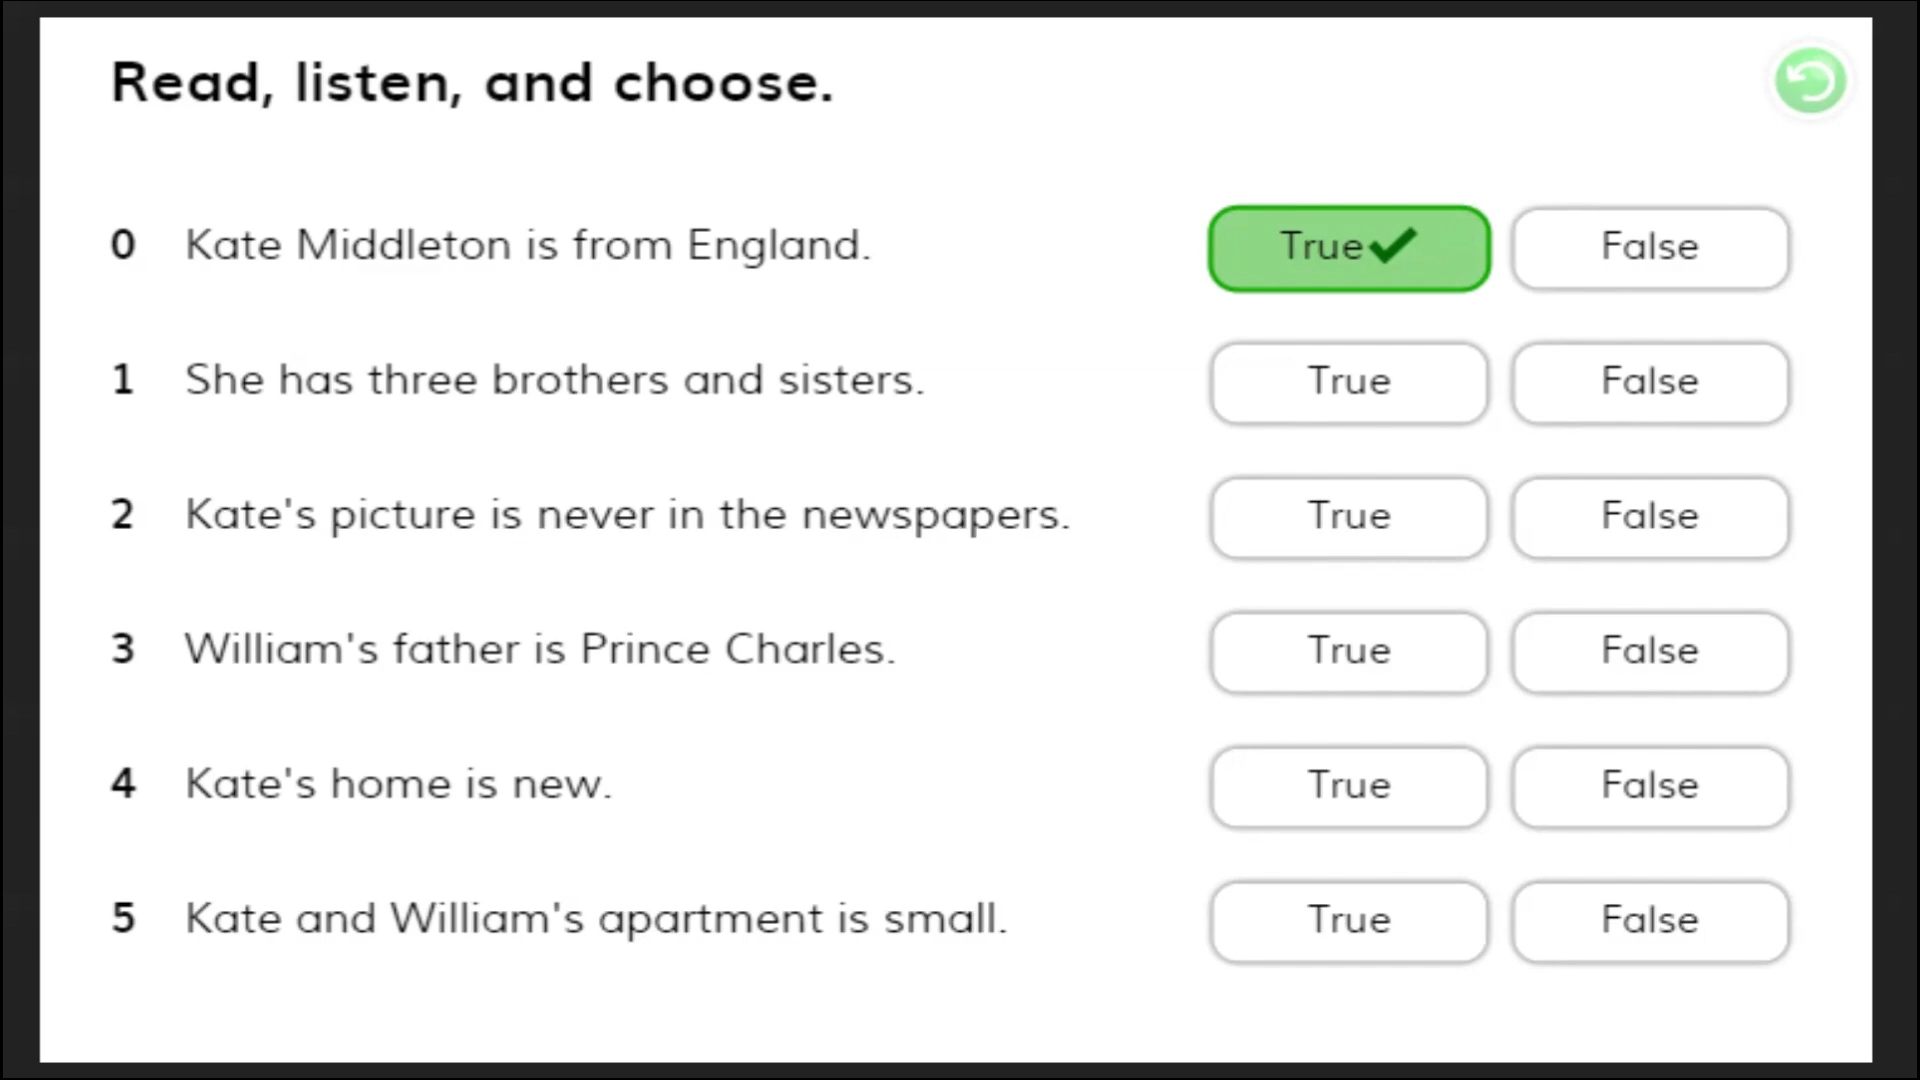 Read, listen, and choose.
0 Kate Middleton is from England. True False
1 She has three brothers and sisters. True False
2 Kate's picture is never in the newspapers. True False
3 William's father is Prince Charles. True False
4 Kate's home is new. True False
5 Kate and William's apartment is small. True False